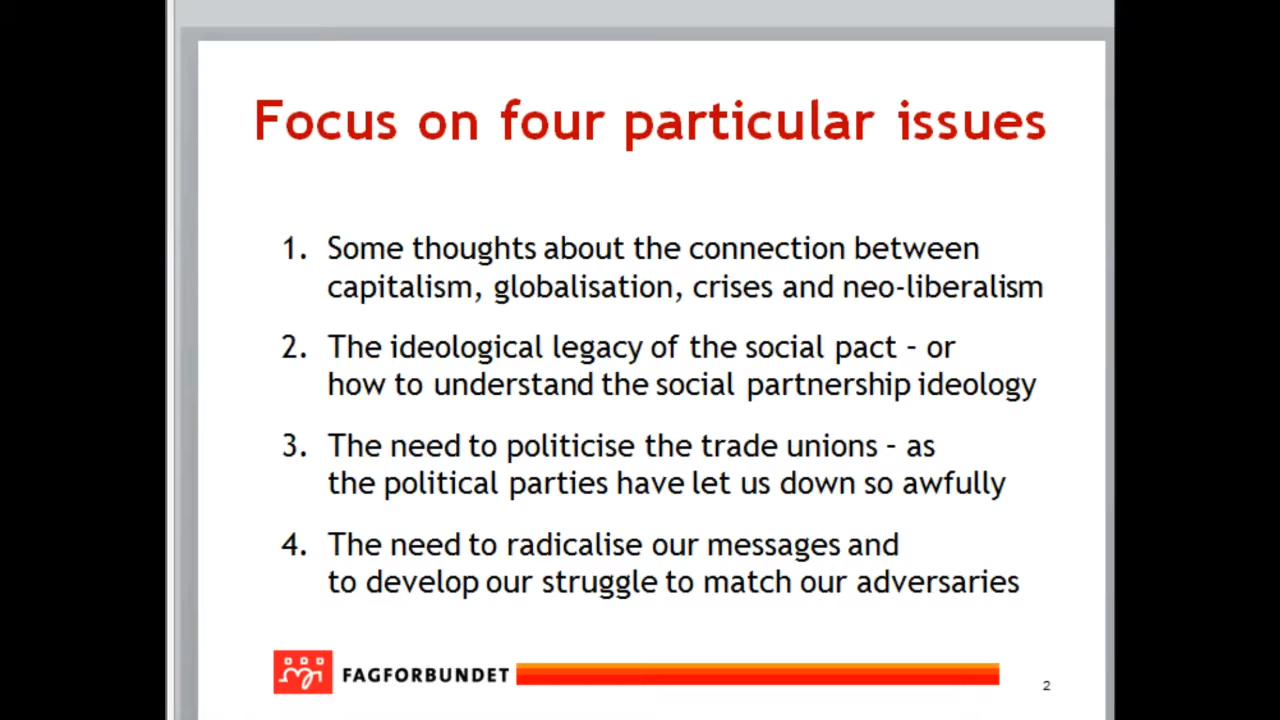 Focus on four particular issues
1. Some thoughts about the connection between
capitalism, globalisation, crises and neo-liberalism
2. The ideological legacy of the social pact – or
how to understand the social partnership ideology
3. The need to politicise the trade unions – as
the political parties have let us down so awfully
4. The need to radicalise our messages and
to develop our struggle to match our adversaries
FAGFORBUNDET
2